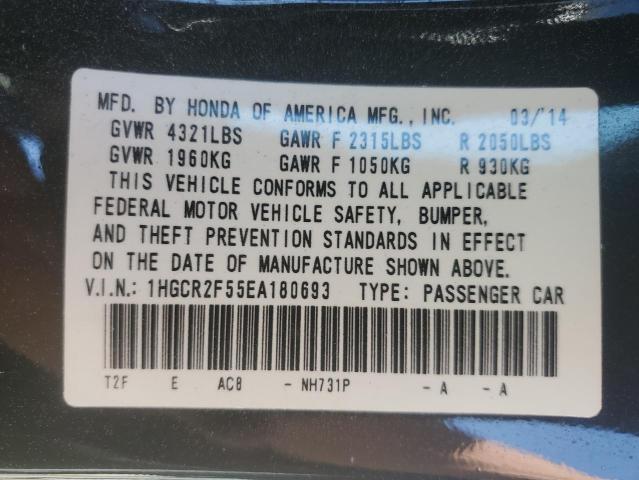 MFD. BY HONDA OF AMERICA MFG., INC. 03/'14
GVWR 4321LBS GAWR F 2315LBS R 2050LBS
GVWR 1960KG GAWR F 1050KG R 930KG
THIS VEHICLE CONFORMS TO ALL APPLICABLE
FEDERAL MOTOR VEHICLE SAFETY, BUMPER,
AND THEFT PREVENTION STANDARDS IN EFFECT
ON THE DATE OF MANUFACTURE SHOWN ABOVE.
V.I.N.: 1HGCR2F55EA180693 TYPE: PASSENGER CAR
T2F E AC8 - NH731P - A - A